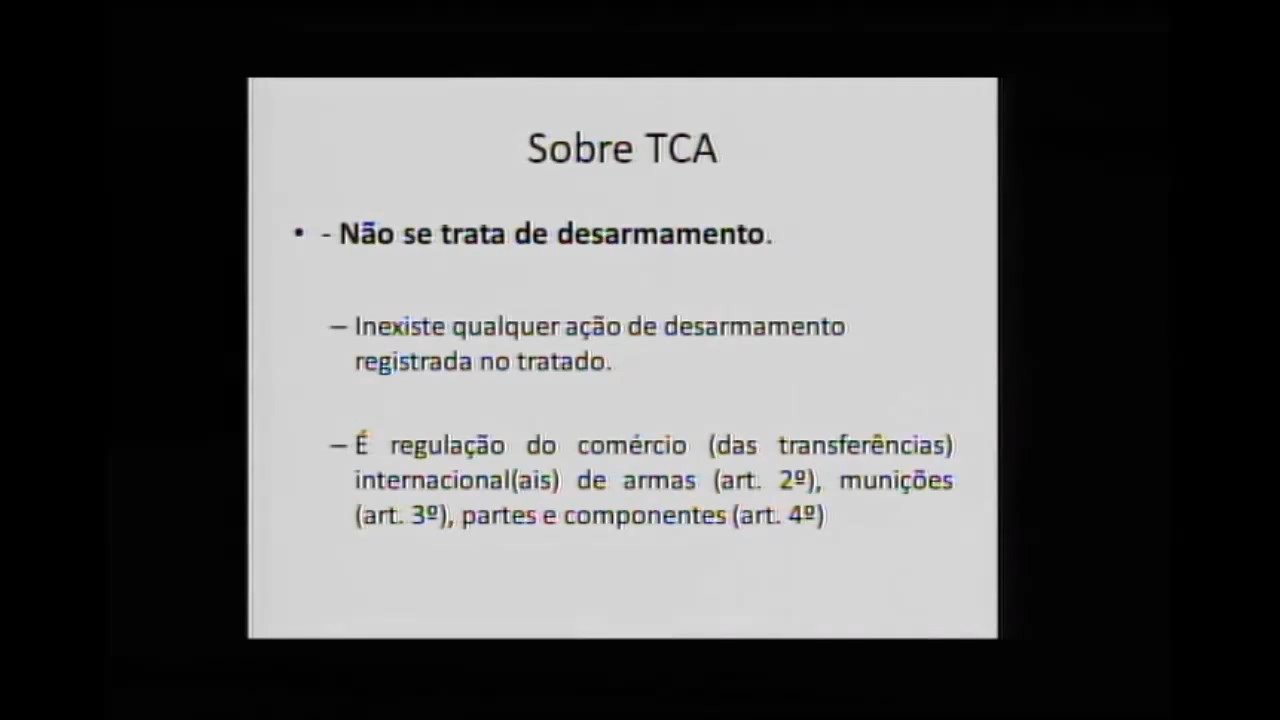 Sobre TCA
• - Não se trata de desarmamento.
– Inexiste qualquer ação de desarmamento
registrada no tratado.
– É regulação do comércio (das transferências)
internacional(ais) de armas (art. 2º), munições
(art. 3º), partes e componentes (art. 4º)